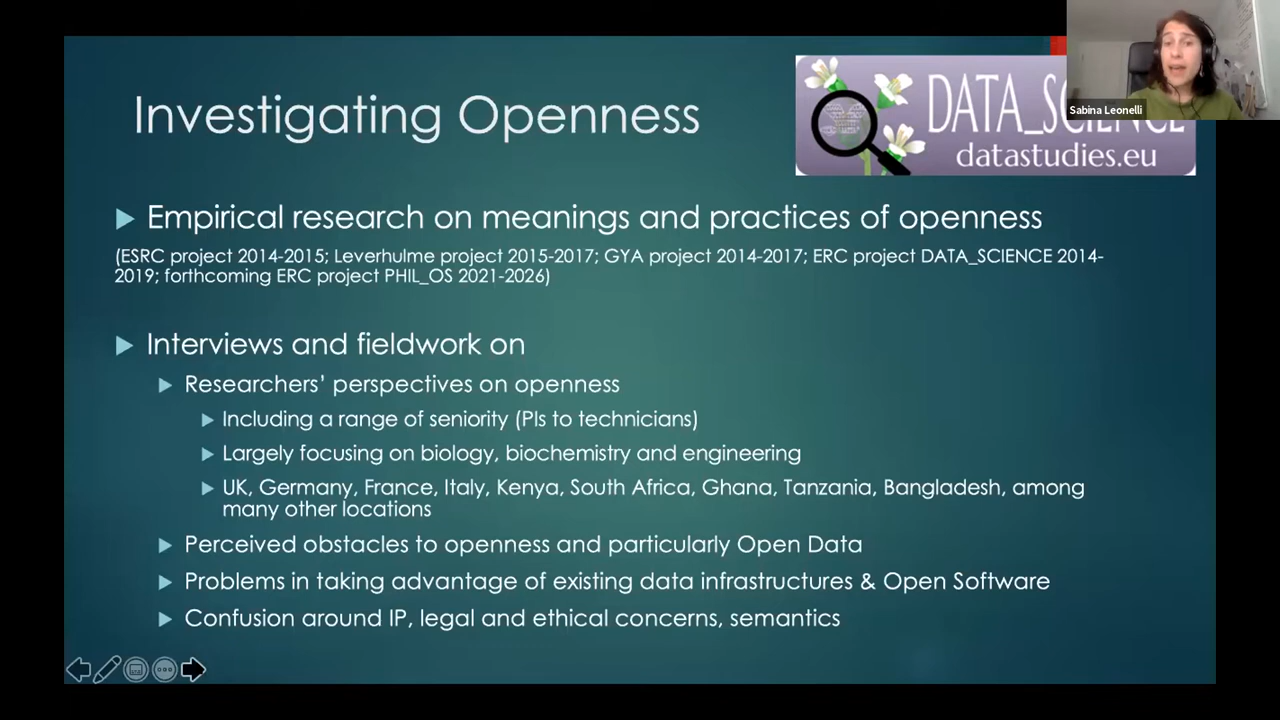 Sabina Leonelli
Investigating Openness
DATA_SCIENCE
datastudies.eu
Empirical research on meanings and practices of openness
(ESRC project 2014-2015; Leverhulme project 2015-2017; GYA project 2014-2017; ERC project DATA_SCIENCE 2014-
2019; forthcoming ERC project PHIL_OS 2021-2026)
Interviews and fieldwork on
Researchers' perspectives on openness
Including a range of seniority (PIs to technicians)
Largely focusing on biology, biochemistry and engineering
UK, Germany, France, Italy, Kenya, South Africa, Ghana, Tanzania, Bangladesh, among
many other locations
Perceived obstacles to openness and particularly Open Data
Problems in taking advantage of existing data infrastructures & Open Software
Confusion around IP, legal and ethical concerns, semantics